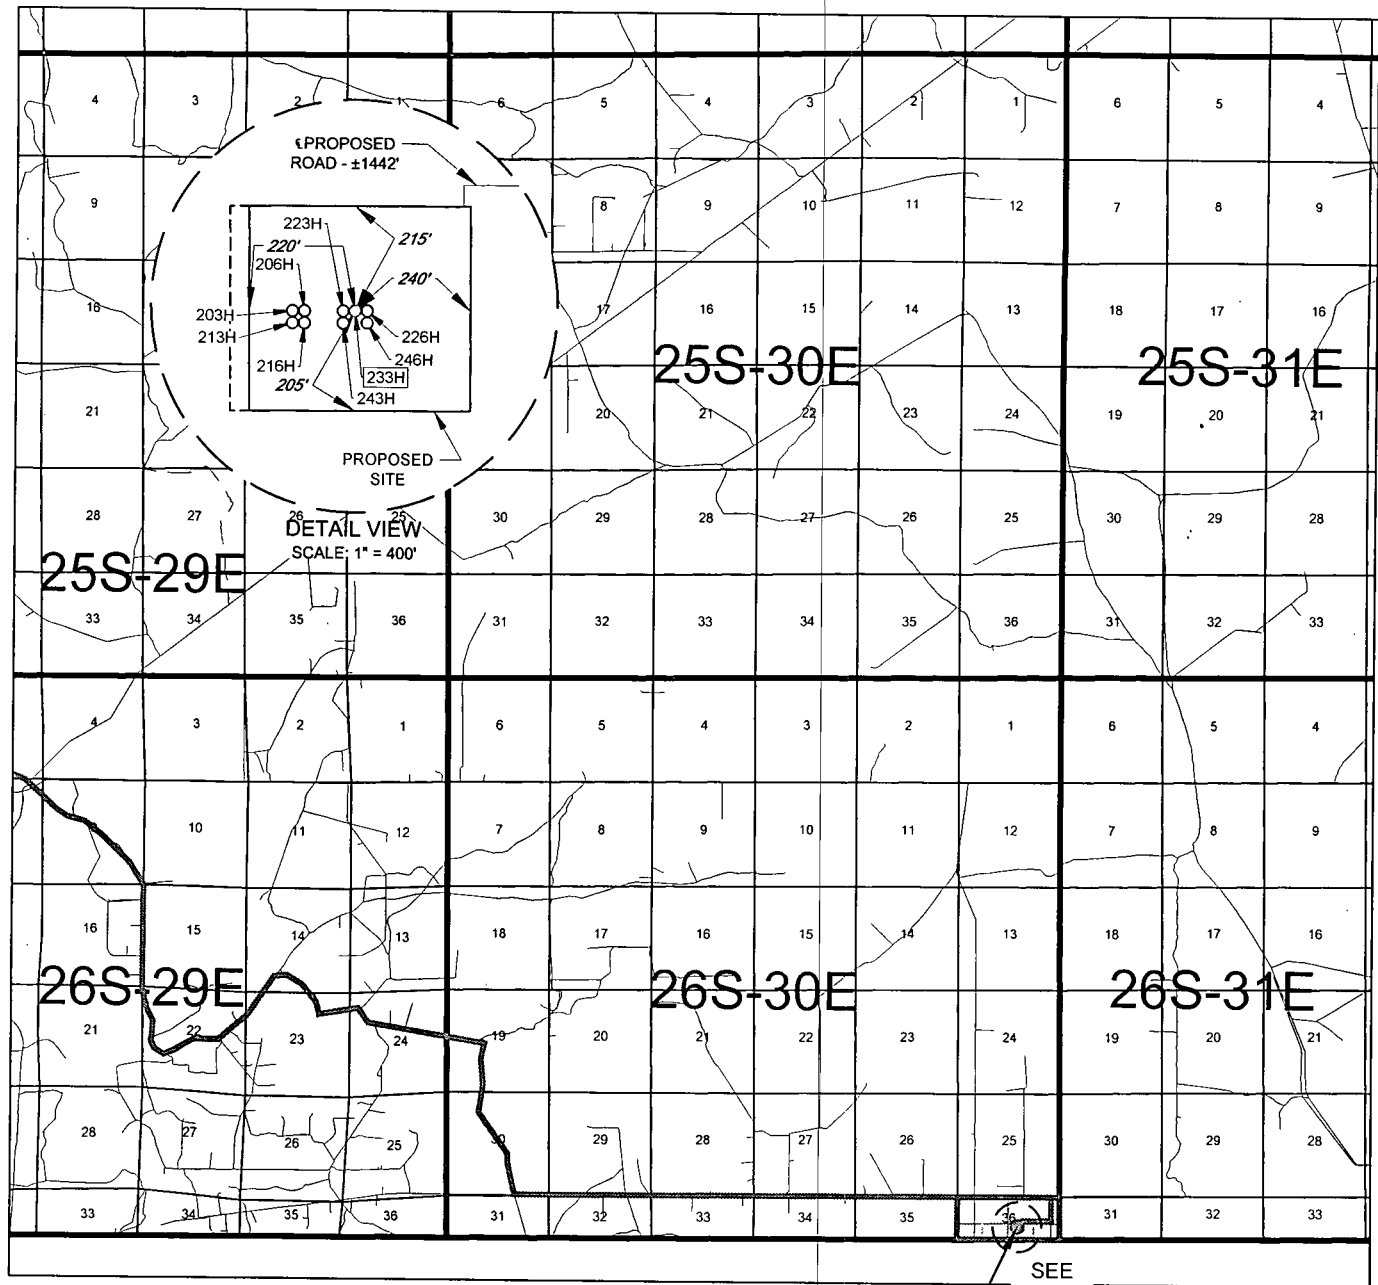 4 3 2 1 6 5 4 3 2 1 6 5 4
℄PROPOSED
ROAD - ±1442'
9 8 9 10 11 12 7 8 9
223H
215'
220'
206H
240'
16 203H 17 16 15 14 13 18 17 16
213H
226H
246H
216H
233H
205'
243H
25S-30E 25S-31E
21 20 21 22 23 24 19 20 21
PROPOSED
SITE
28 27 26 25 30 29 28 27 26 25 30 29 28
DETAIL VIEW
SCALE: 1" = 400'
25S-29E
33 34 35 36 31 32 33 34 35 36 31 32 33
4 3 2 1 6 5 4 3 2 1 6 5 4
10 11 12 7 8 9 10 11 12 7 8 9
16 15 14 13 18 17 16 15 14 13 18 17 16
26S-29E 26S-30E 26S-31E
21 22 23 24 19 20 21 22 23 24 19 20 21
28 27 26 25 30 29 28 27 26 25 30 29 28
33 34 35 36 31 32 33 34 35 36 31 32 33
SEE